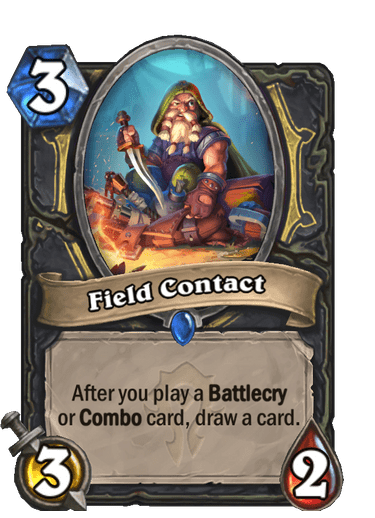 3
Field Contact
After you play a Battlecry
or Combo card, draw a card.
3
2